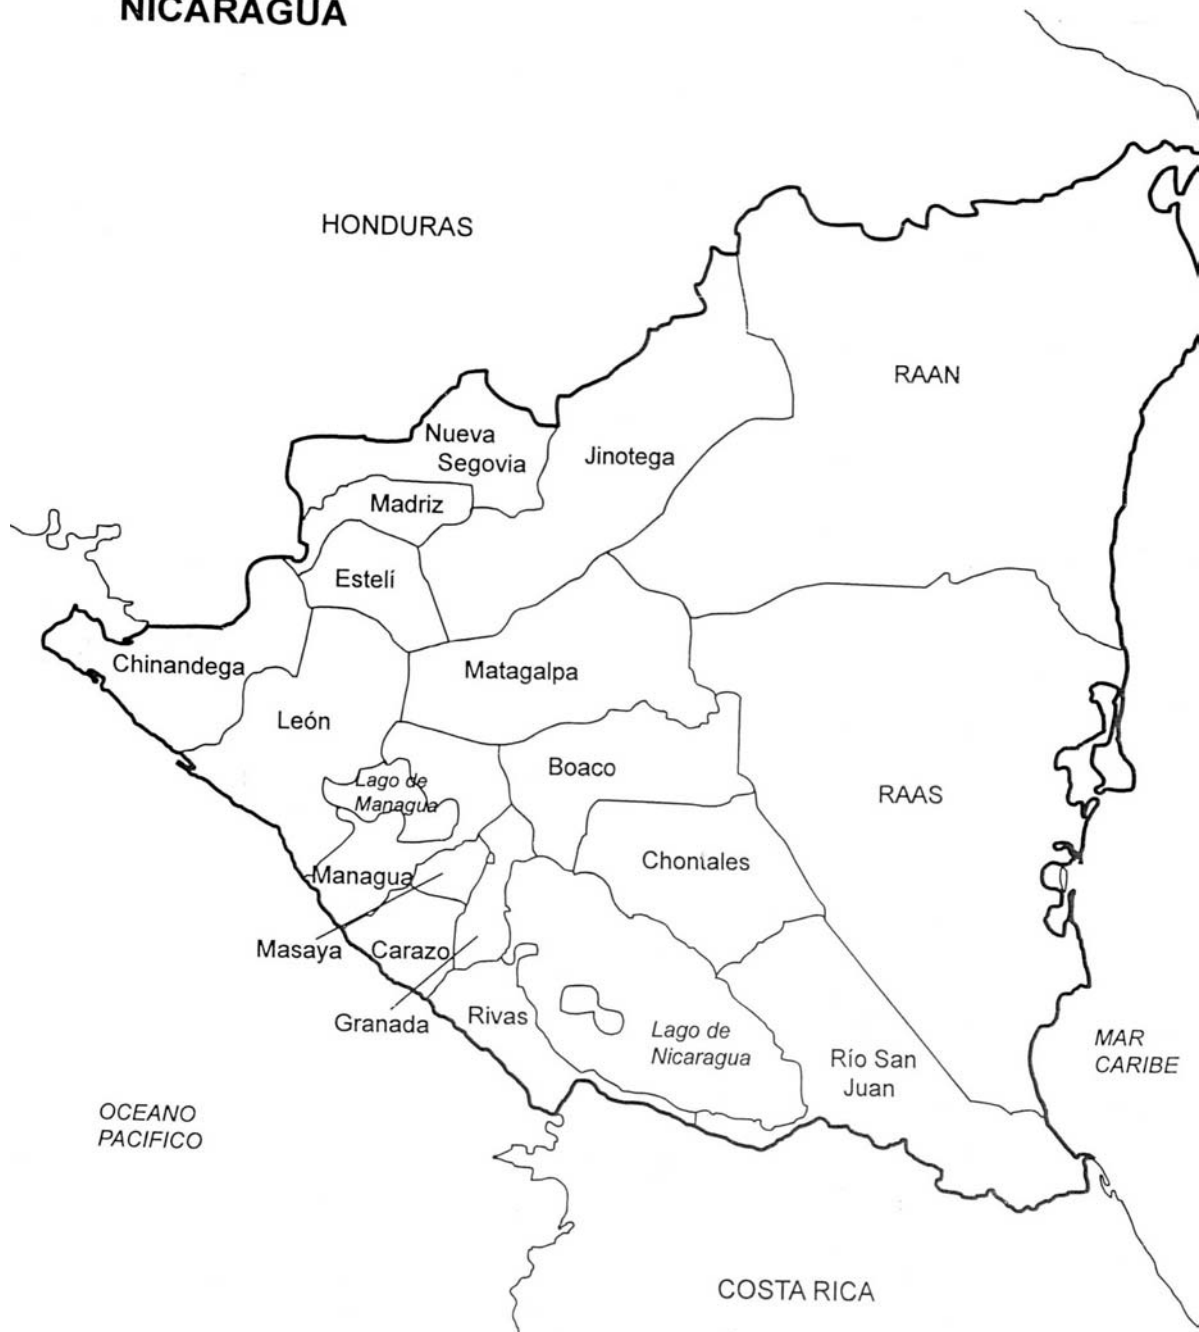 NICARAGUA
HONDURAS
RAAN
Nueva
Segovia
Jinotega
Madriz
Estelí
Chinandega
Matagalpa
León
Boaco
Lago de
Managua
RAAS
Chontales
Managua
Masaya
Carazo
Granada
Rivas
Lago de
Nicaragua
Río San
Juan
MAR
CARIBE
OCEANO
PACIFICO
COSTA RICA